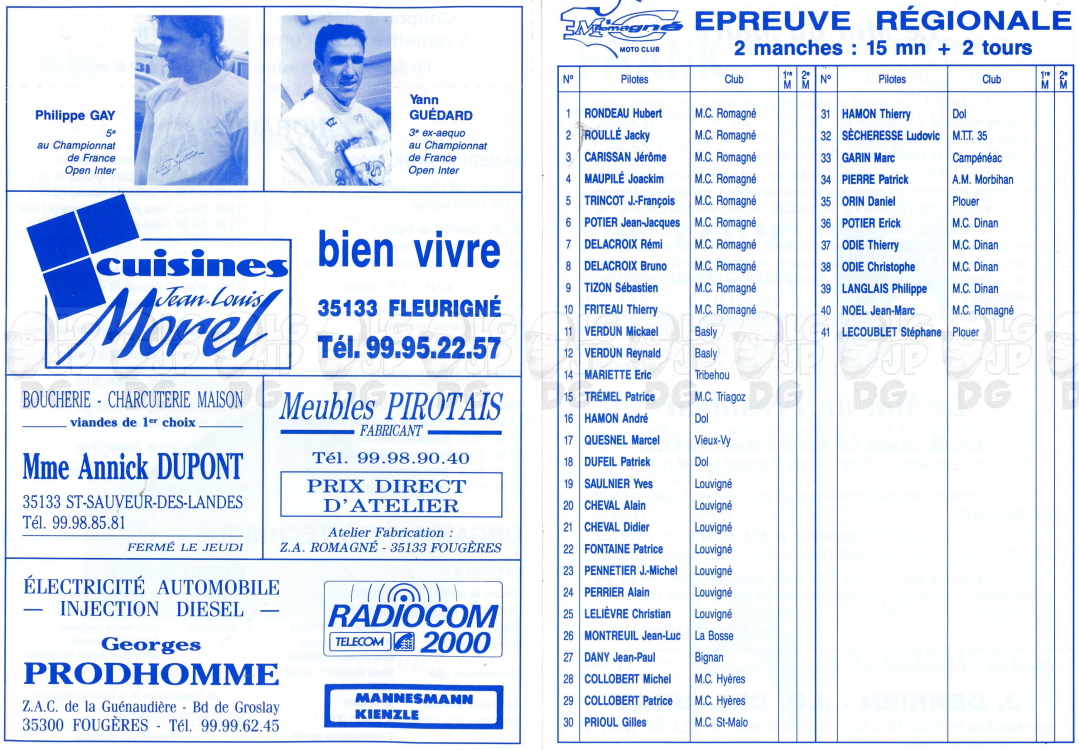 Philippe GAY
5e
au Championnat
de France
Open Inter
Yann
GUÉDARD
3e ex-aequo
au Championnat
de France
Open Inter
cuisines
Jean-Louis
Morel
bien vivre
35133 FLEURIGNÉ
Tél. 99.95.22.57
BOUCHERIE - CHARCUTERIE MAISON
viandes de 1er choix
Mme Annick DUPONT
35133 ST-SAUVEUR-DES-LANDES
Tél. 99.98.85.81
FERMÉ LE JEUDI
Meubles PIROTAIS
FABRICANT
Tél. 99.98.90.40
PRIX DIRECT
D'ATELIER
Atelier Fabrication :
Z.A. ROMAGNÉ - 35133 FOUGÈRES
ÉLECTRICITÉ AUTOMOBILE
— INJECTION DIESEL —
Georges
PRODHOMME
Z.A.C. de la Guénaudière - Bd de Groslay
35300 FOUGÈRES - Tél. 99.99.62.45
RADIOCOM
TELECOM 2000
MANNESMANN
KIENZLE
Romagné
MOTO CLUB
EPREUVE RÉGIONALE
2 manches : 15 mn + 2 tours
N° Pilotes Club 1re M 2e M N° Pilotes Club 1re M 2e M
1 RONDEAU Hubert M.C. Romagné 31 HAMON Thierry Dol
2 ROULLÉ Jacky M.C. Romagné 32 SÈCHERESSE Ludovic M.T.T. 35
3 CARISSAN Jérôme M.C. Romagné 33 GARIN Marc Campénéac
4 MAUPILÉ Joackim M.C. Romagné 34 PIERRE Patrick A.M. Morbihan
5 TRINCOT J.-François M.C. Romagné 35 ORIN Daniel Plouer
6 POTIER Jean-Jacques M.C. Romagné 36 POTIER Erick M.C. Dinan
7 DELACROIX Rémi M.C. Romagné 37 ODIE Thierry M.C. Dinan
8 DELACROIX Bruno M.C. Romagné 38 ODIE Christophe M.C. Dinan
9 TIZON Sébastien M.C. Romagné 39 LANGLAIS Philippe M.C. Dinan
10 FRITEAU Thierry M.C. Romagné 40 NOEL Jean-Marc M.C. Romagné
11 VERDUN Mickael Basly 41 LECOUBLET Stéphane Plouer
12 VERDUN Reynald Basly
14 MARIETTE Eric Tribehou
15 TRÉMEL Patrice M.C. Triagoz
16 HAMON André Dol
17 QUESNEL Marcel Vieux-Vy
18 DUFEIL Patrick Dol
19 SAULNIER Yves Louvigné
20 CHEVAL Alain Louvigné
21 CHEVAL Didier Louvigné
22 FONTAINE Patrice Louvigné
23 PENNETIER J.-Michel Louvigné
24 PERRIER Alain Louvigné
25 LELIÈVRE Christian Louvigné
26 MONTREUIL Jean-Luc La Bosse
27 DANY Jean-Paul Bignan
28 COLLOBERT Michel M.C. Hyères
29 COLLOBERT Patrice M.C. Hyères
30 PRIOUL Gilles M.C. St-Malo